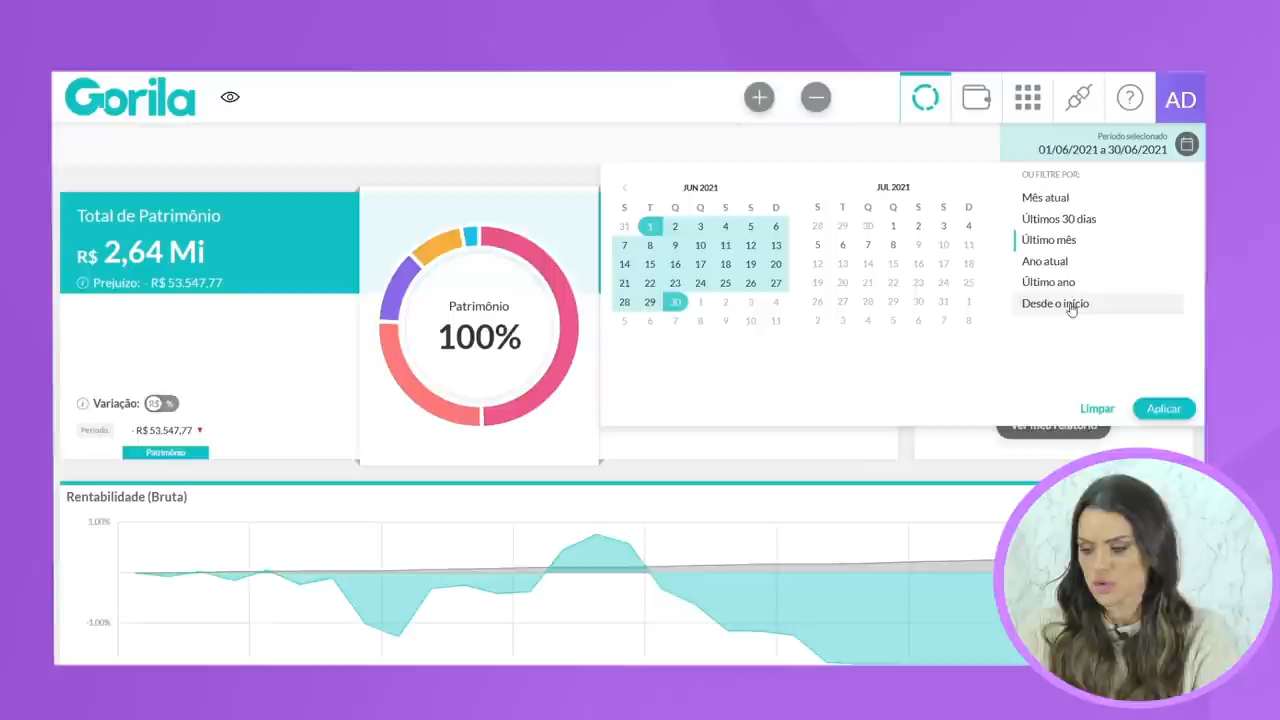 Gorila
AD
Período selecionado
01/06/2021 a 30/06/2021
Total de Patrimônio
R$ 2,64 Mi
Prejuízo: - R$ 53.547,77
Variação: R$ %
Período. - R$ 53.547,77
Patrimônio
Patrimônio
100%
JUN 2021
S T Q Q S S D
31 1 2 3 4 5 6
7 8 9 10 11 12 13
14 15 16 17 18 19 20
21 22 23 24 25 26 27
28 29 30 1 2 3 4
5 6 7 8 9 10 11
JUL 2021
S T Q Q S S D
28 29 30 1 2 3 4
5 6 7 8 9 10 11
12 13 14 15 16 17 18
19 20 21 22 23 24 25
26 27 28 29 30 31 1
2 3 4 5 6 7 8
OU FILTRE POR:
Mês atual
Últimos 30 dias
Último mês
Ano atual
Último ano
Desde o início
Limpar
Aplicar
Ver meu relatório
Rentabilidade (Bruta)
1.00%
-1.00%